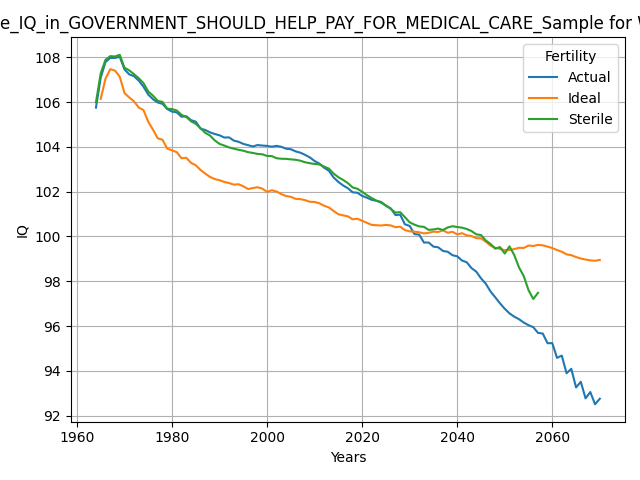 e_IQ_in_GOVERNMENT_SHOULD_HELP_PAY_FOR_MEDICAL_CARE_Sample for
Fertility
Actual
Ideal
Sterile
IQ
108
106
104
102
100
98
96
94
92
1960
1980
2000
2020
2040
2060
Years